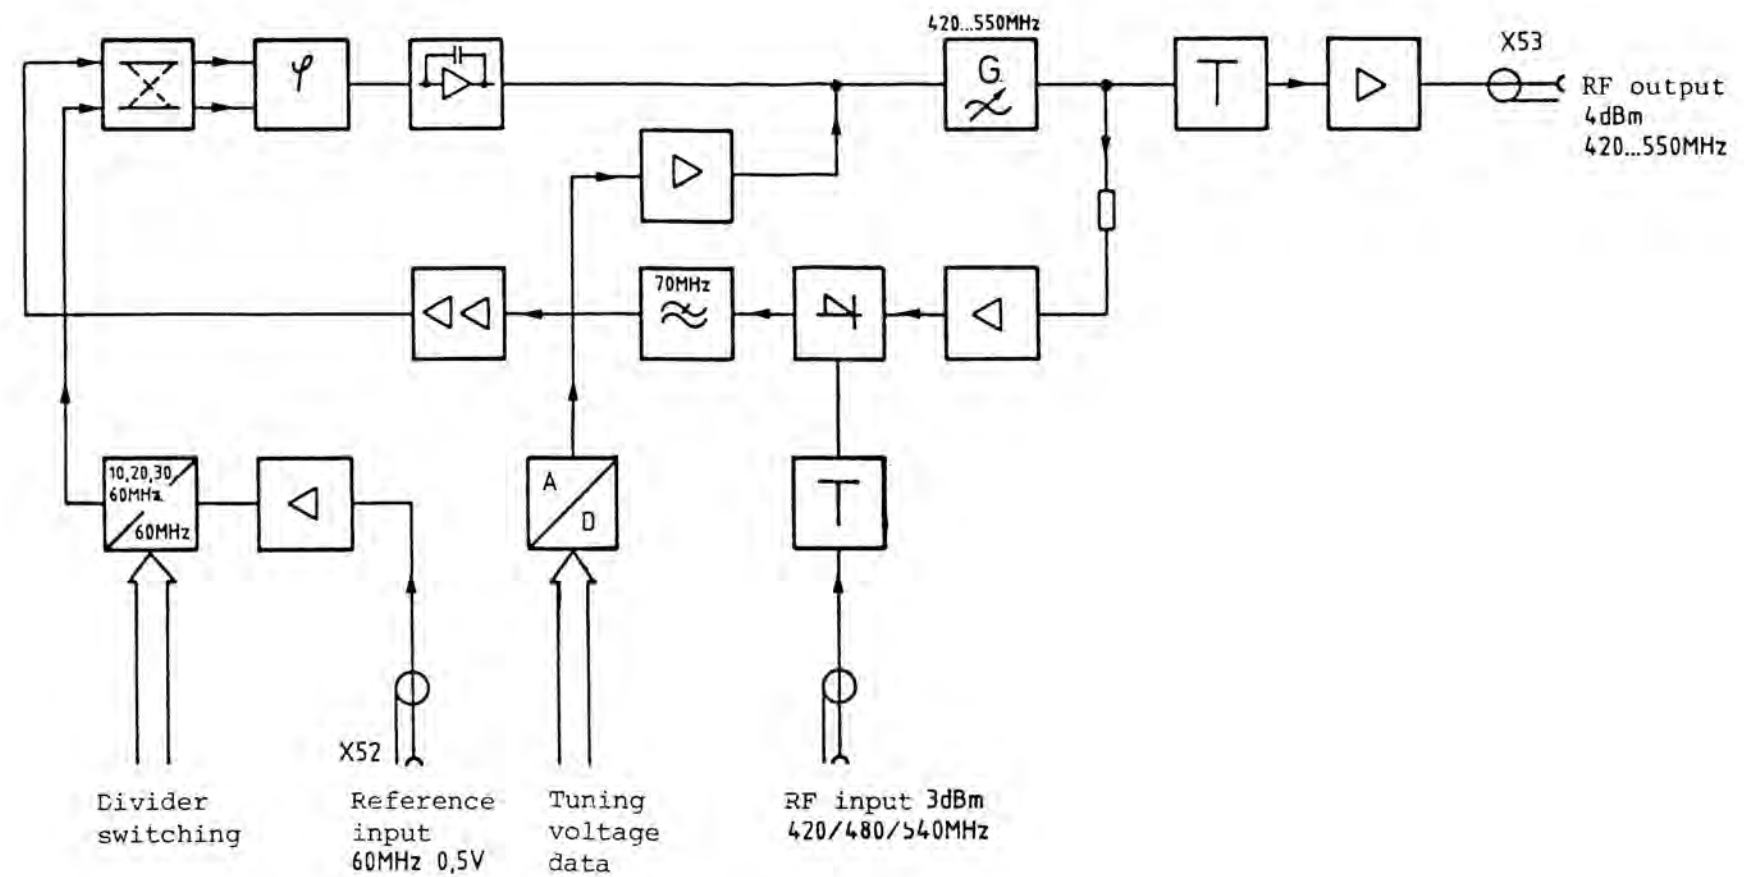 420...550MHz
X53
φ
G
RF output
4dBm
420...550MHz
70MHz
10,20,30
60MHz
60MHz
A
D
X52
Divider
switching
Reference
input
60MHz 0,5V
Tuning
voltage
data
RF input 3dBm
420/480/540MHz